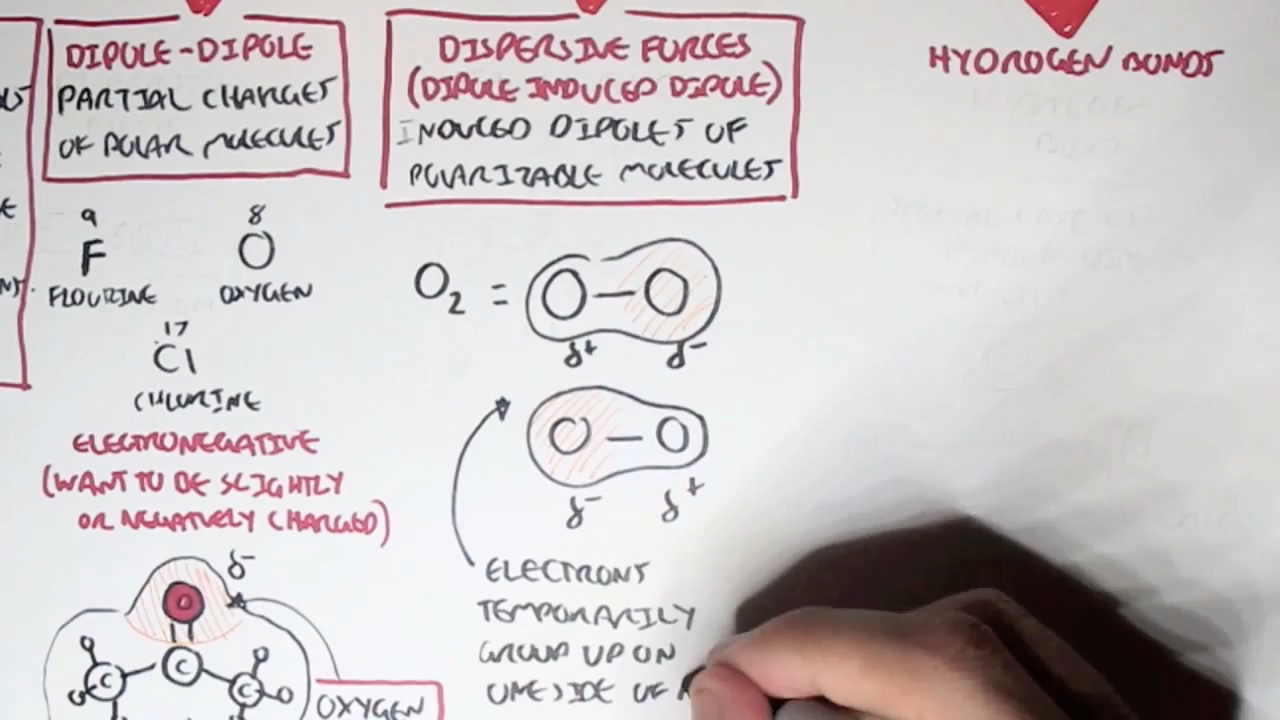 DIPOLE-DIPOLE
PARTIAL CHARGES
OF POLAR MOLECULES
9
F
FLOURINE
8
O
OXYGEN
17
Cl
CHLORINE
ELECTRONEGATIVE
(WANT TO BE SLIGHTLY
OR NEGATIVELY CHARGED)
δ-
O
C
C
C
OXYGEN
DISPERSIVE FORCES
(DIPOLE INDUCED DIPOLE)
INDUCED DIPOLES OF
POLARIZABLE MOLECULES
O2 = O-O
δ+ δ-
O-O
δ- δ+
ELECTRONS
TEMPORARILY
GROUP UP ON
ONE SIDE OF
HYDROGEN BONDS